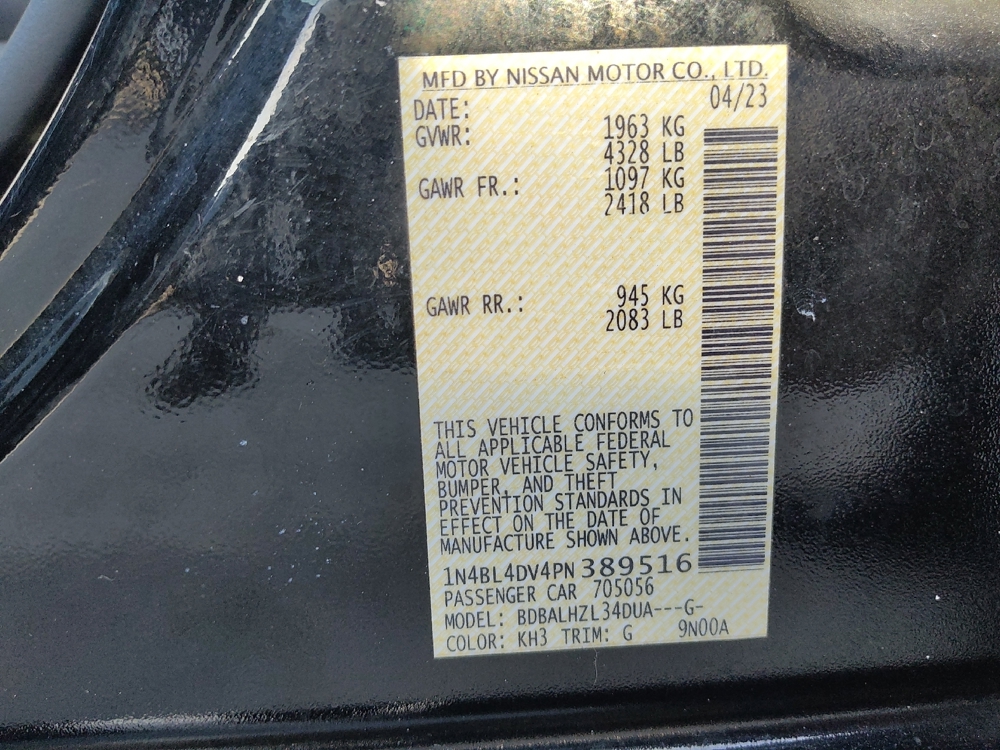 MFD BY NISSAN MOTOR CO., LTD.
DATE: 04/23
GVWR: 1963 KG
4328 LB
GAWR FR.: 1097 KG
2418 LB
GAWR RR.: 945 KG
2083 LB
THIS VEHICLE CONFORMS TO
ALL APPLICABLE FEDERAL
MOTOR VEHICLE SAFETY,
BUMPER, AND THEFT
PREVENTION STANDARDS IN
EFFECT ON THE DATE OF
MANUFACTURE SHOWN ABOVE.
1N4BL4DV4PN 389516
PASSENGER CAR 705056
MODEL: BDBALHZL34DUA---G-
COLOR: KH3 TRIM: G 9N00A